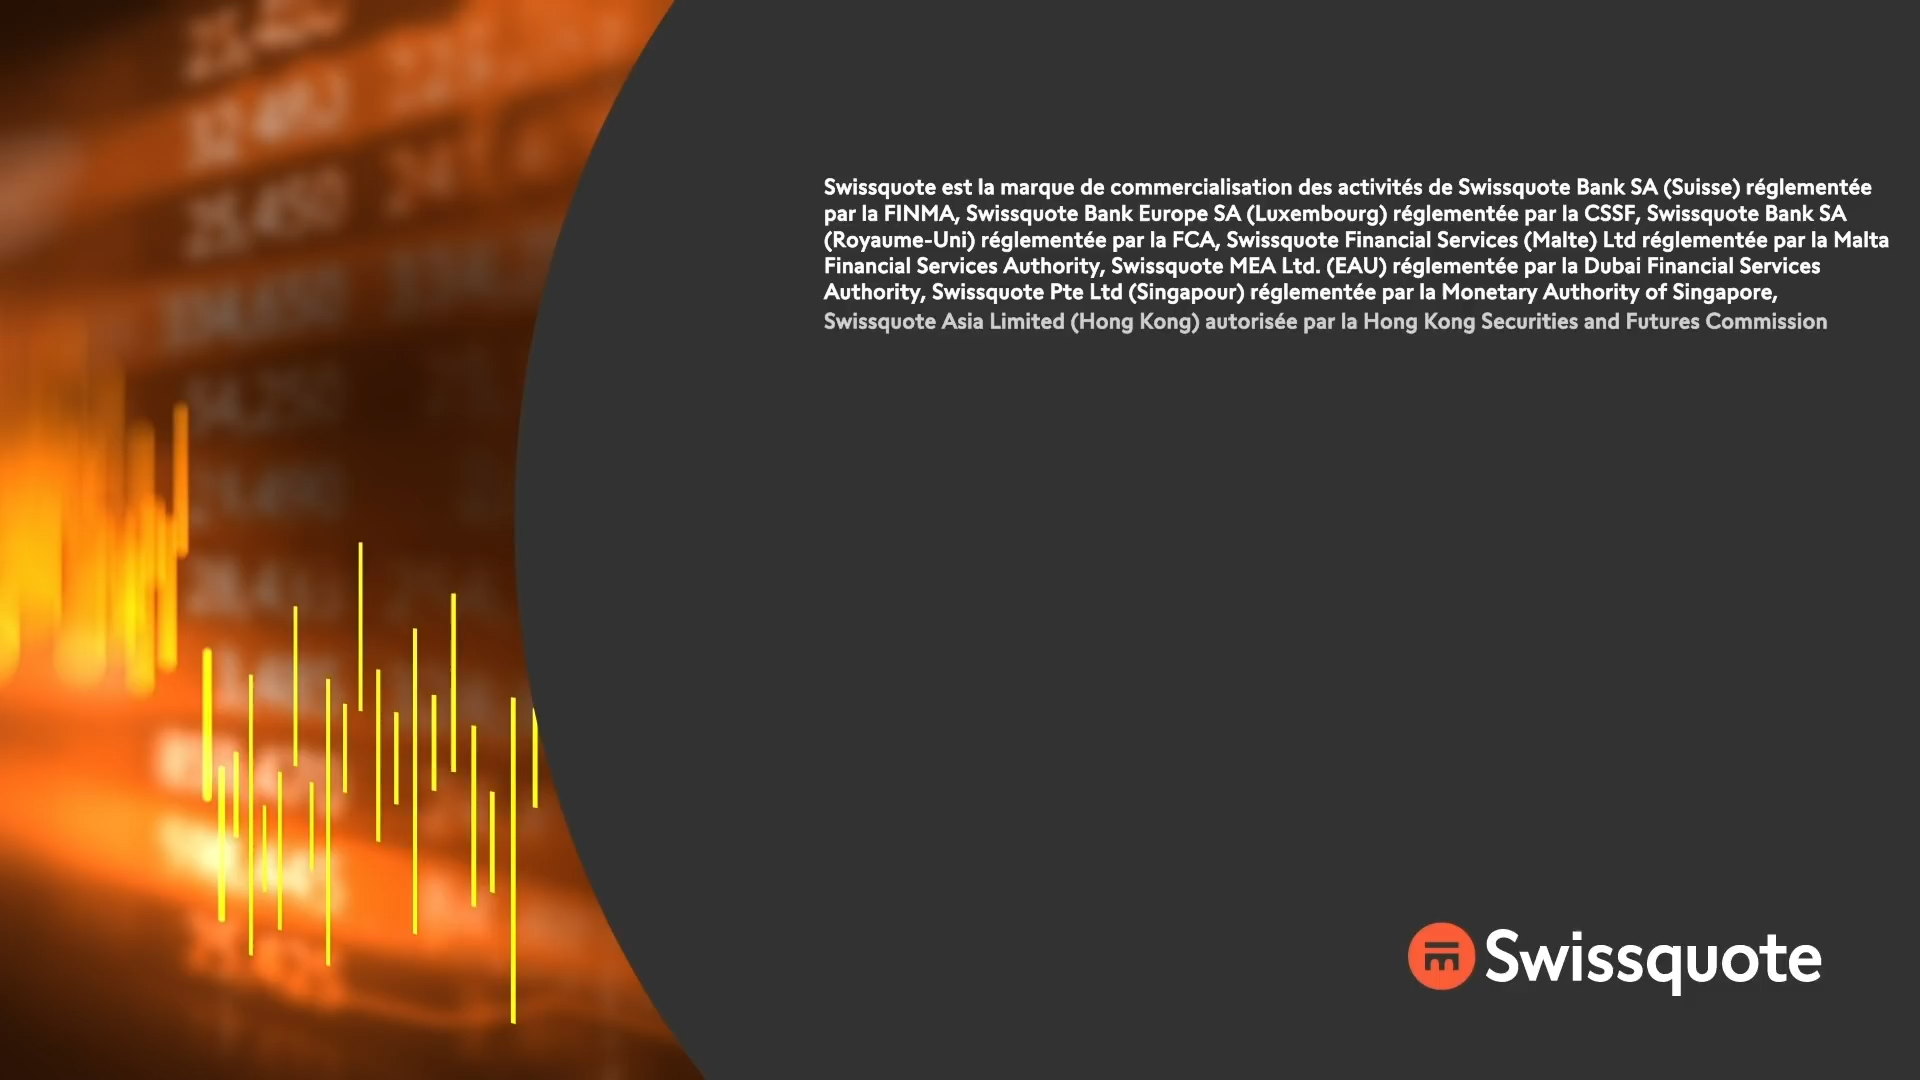 Swissquote est la marque de commercialisation des activités de Swissquote Bank SA (Suisse) réglementée
par la FINMA, Swissquote Bank Europe SA (Luxembourg) réglementée par la CSSF, Swissquote Bank SA
(Royaume-Uni) réglementée par la FCA, Swissquote Financial Services (Malte) Ltd réglementée par la Malta
Financial Services Authority, Swissquote MEA Ltd. (EAU) réglementée par la Dubai Financial Services
Authority, Swissquote Pte Ltd (Singapour) réglementée par la Monetary Authority of Singapore,
Swissquote Asia Limited (Hong Kong) autorisée par la Hong Kong Securities and Futures Commission
Swissquote